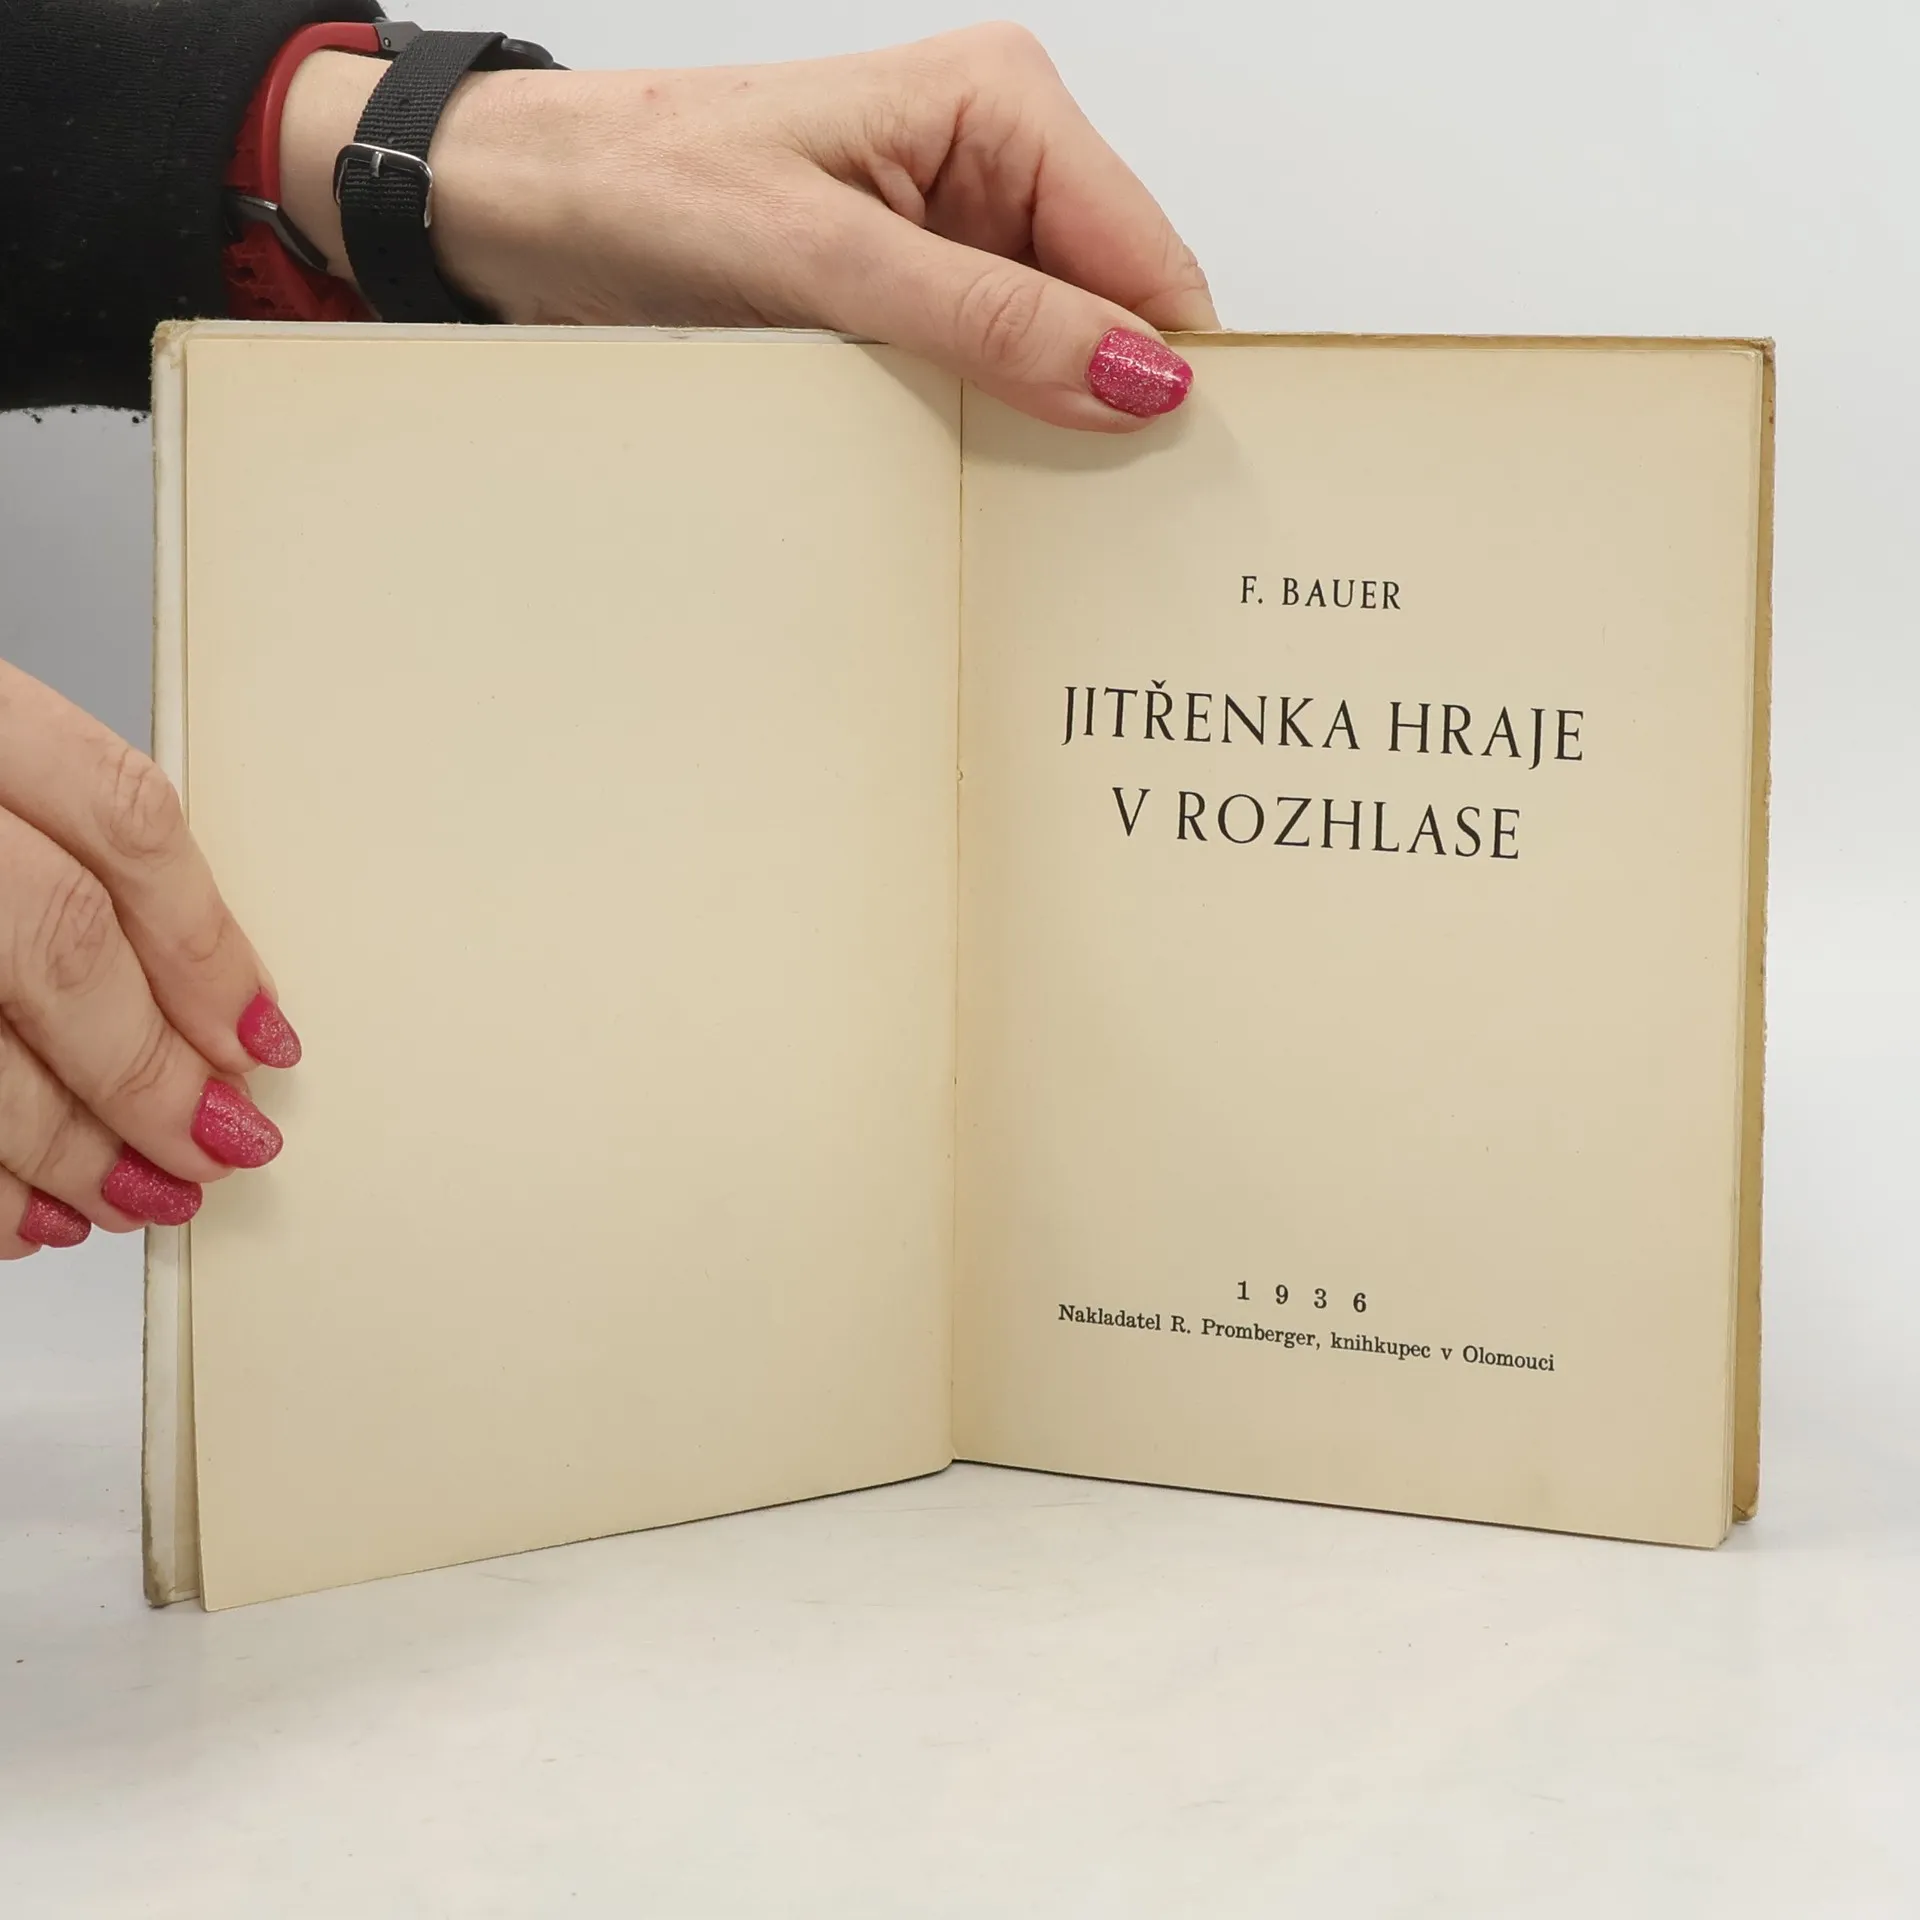 F. BAUER
JITŘENKA HRAJE
V ROZHLASE
1 9 3 6
Nakladatel R. Promberger, knihkupec v Olomouci